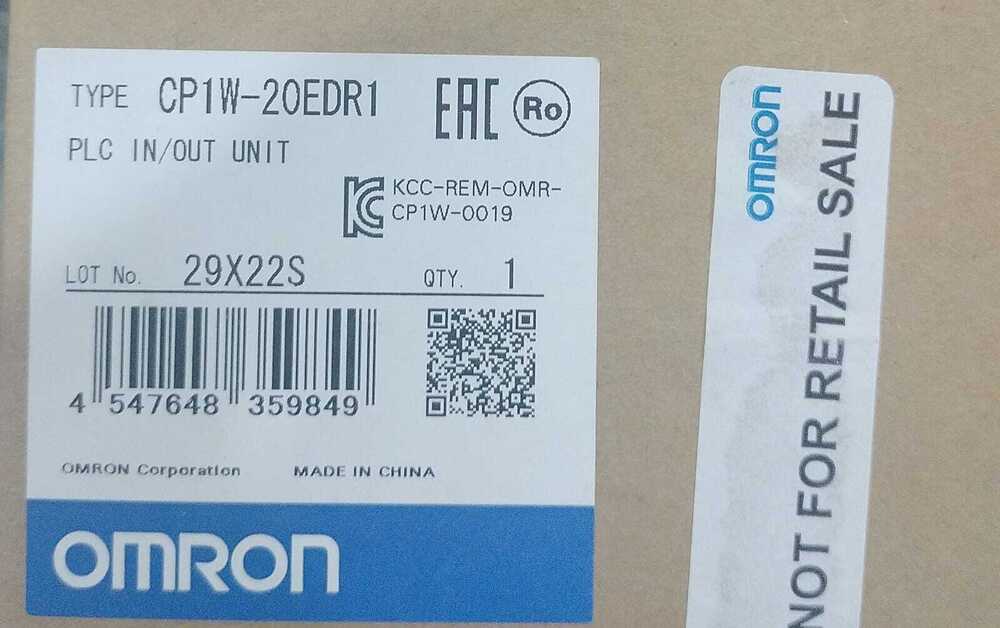 TYPE CP1W-20EDR1
EAC Ro
PLC IN/OUT UNIT
KC KCC-REM-OMR-
CP1W-0019
LOT No. 29X22S QTY. 1
4 547648 359849
OMRON Corporation MADE IN CHINA
OMRON
OMRON
NOT FOR RETAIL SALE